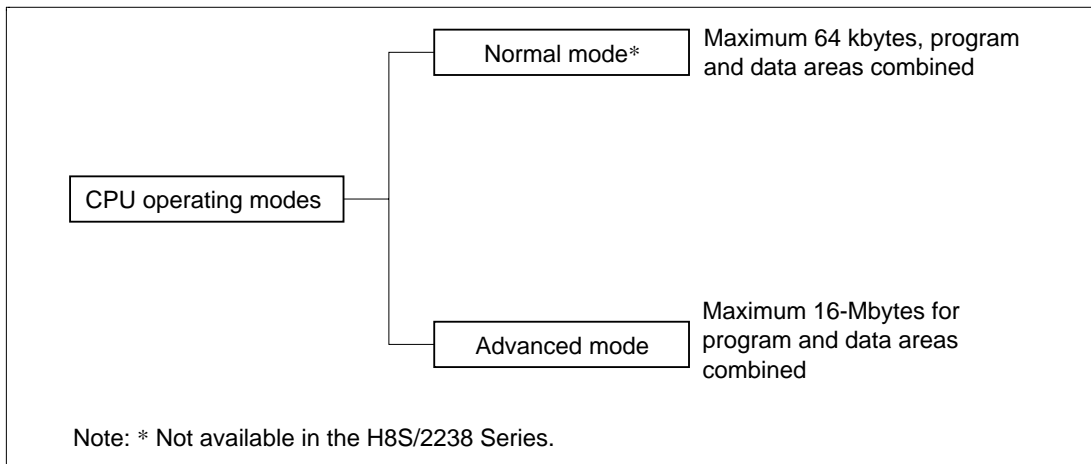 Normal mode*
Maximum 64 kbytes, program
and data areas combined
CPU operating modes
Advanced mode
Maximum 16-Mbytes for
program and data areas
combined
Note: * Not available in the H8S/2238 Series.